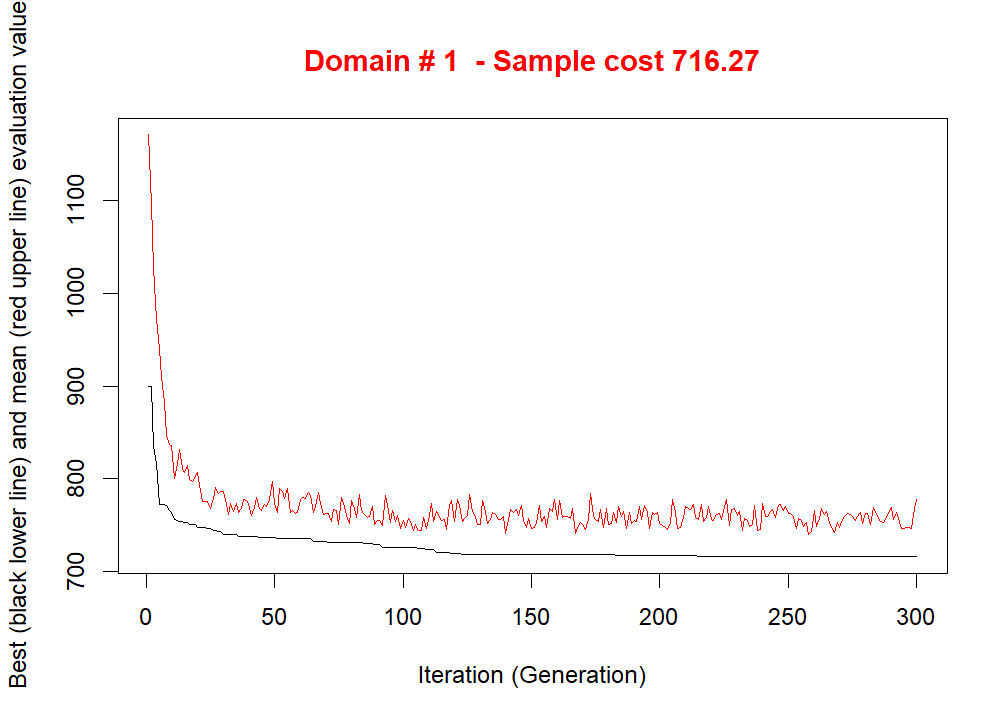 Domain # 1  - Sample cost 716.27
Best (black lower line) and mean (red upper line) evaluation value
1100
1000
900
800
700
0 50 100 150 200 250 300
Iteration (Generation)